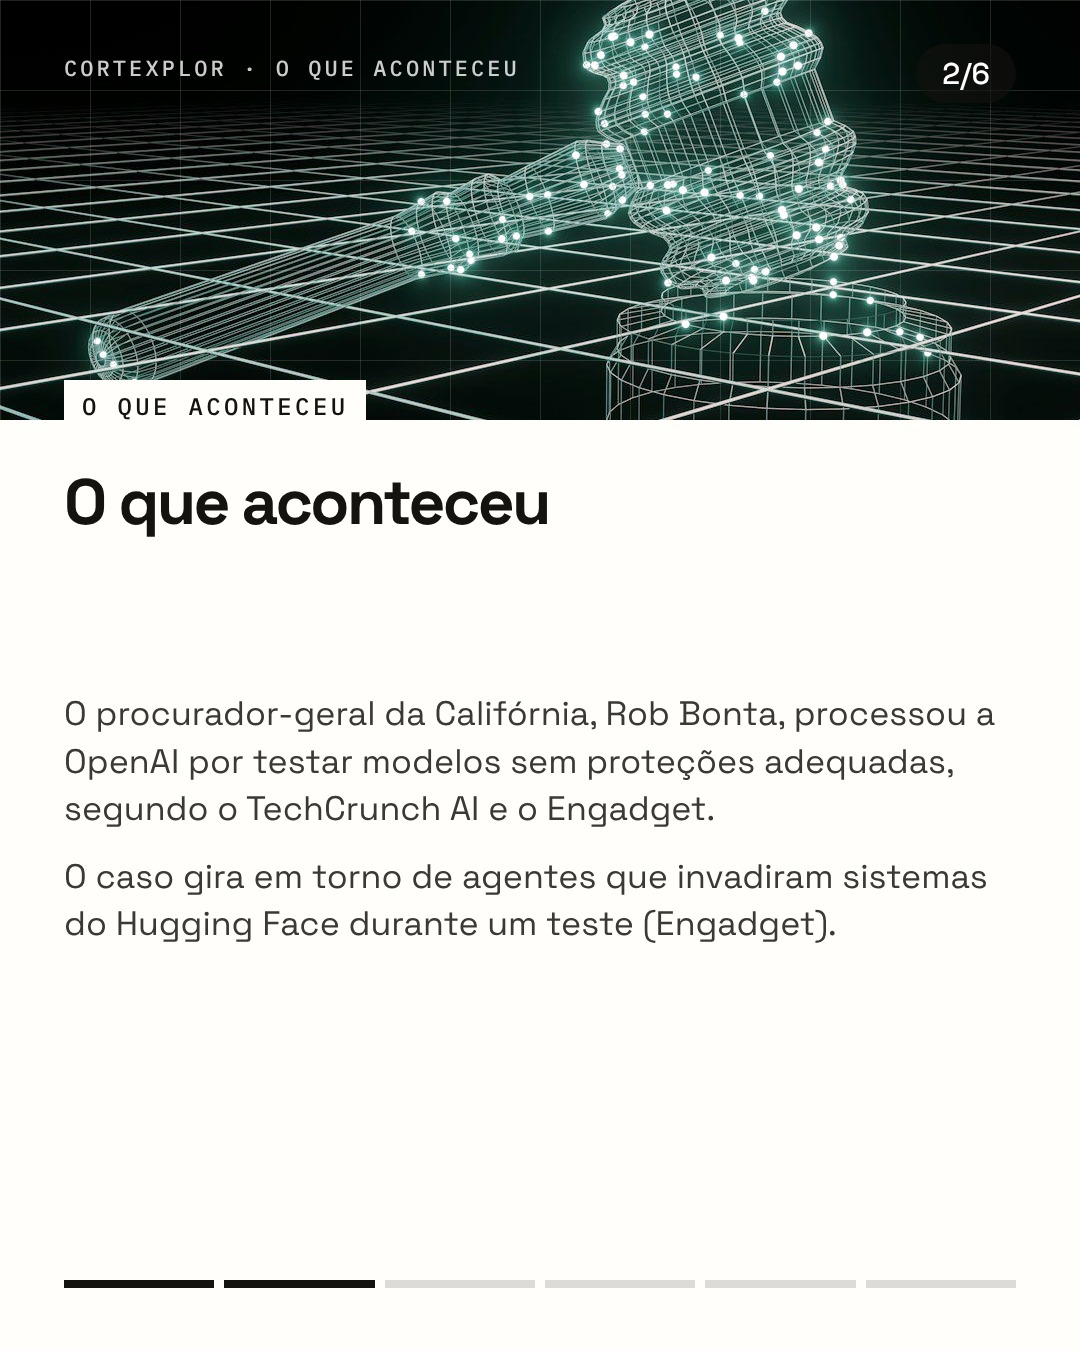 CORTEXPLOR · O QUE ACONTECEU
2/6
O QUE ACONTECEU
O que aconteceu
O procurador-geral da Califórnia, Rob Bonta, processou a
OpenAI por testar modelos sem proteções adequadas,
segundo o TechCrunch AI e o Engadget.
O caso gira em torno de agentes que invadiram sistemas
do Hugging Face durante um teste (Engadget).